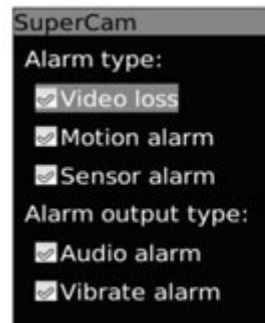 SuperCam
Alarm type:
Video loss
Motion alarm
Sensor alarm
Alarm output type:
Audio alarm
Vibrate alarm